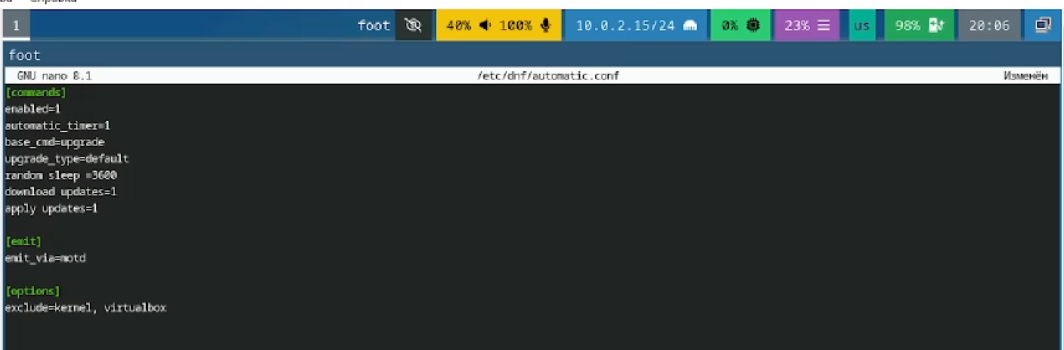 Справка
1 foot 40% 100% 10.0.2.15/24 0% 23% us 98% 20:06
foot
GNU nano 8.1 /etc/dnf/automatic.conf Изменён
[commands]
enabled=1
automatic_timer=1
base_cmd=upgrade
upgrade_type=default
random sleep =3600
download updates=1
apply updates=1
[emit]
emit_via=motd
[options]
exclude=kernel, virtualbox